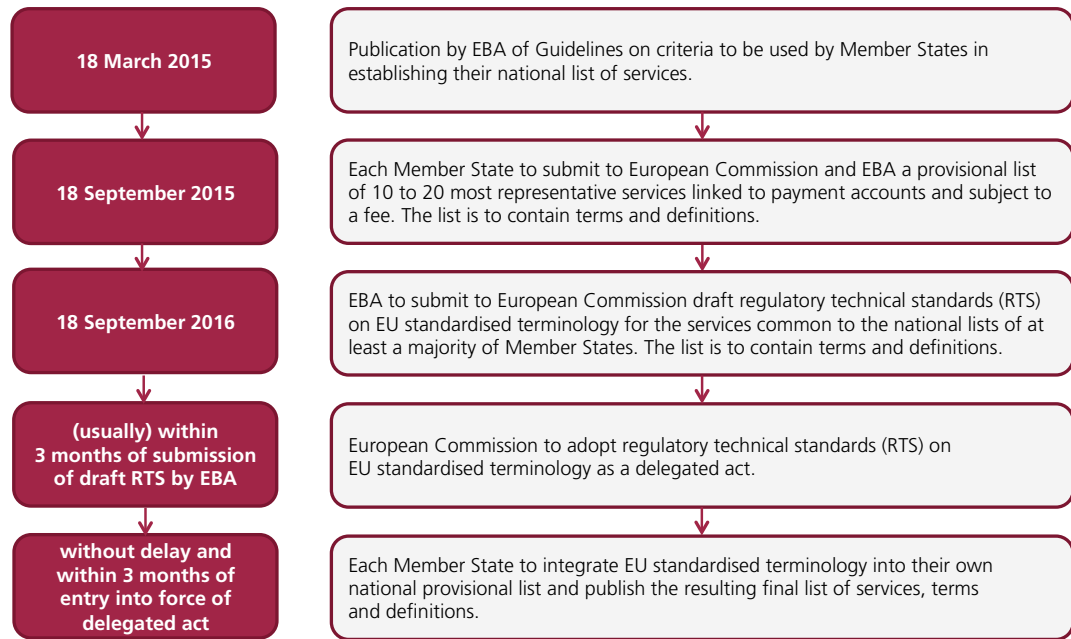 18 March 2015
Publication by EBA of Guidelines on criteria to be used by Member States in
establishing their national list of services.
18 September 2015
Each Member State to submit to European Commission and EBA a provisional list
of 10 to 20 most representative services linked to payment accounts and subject to
a fee. The list is to contain terms and definitions.
18 September 2016
EBA to submit to European Commission draft regulatory technical standards (RTS)
on EU standardised terminology for the services common to the national lists of at
least a majority of Member States. The list is to contain terms and definitions.
(usually) within
3 months of submission
of draft RTS by EBA
European Commission to adopt regulatory technical standards (RTS) on
EU standardised terminology as a delegated act.
without delay and
within 3 months of
entry into force of
delegated act
Each Member State to integrate EU standardised terminology into their own
national provisional list and publish the resulting final list of services, terms
and definitions.